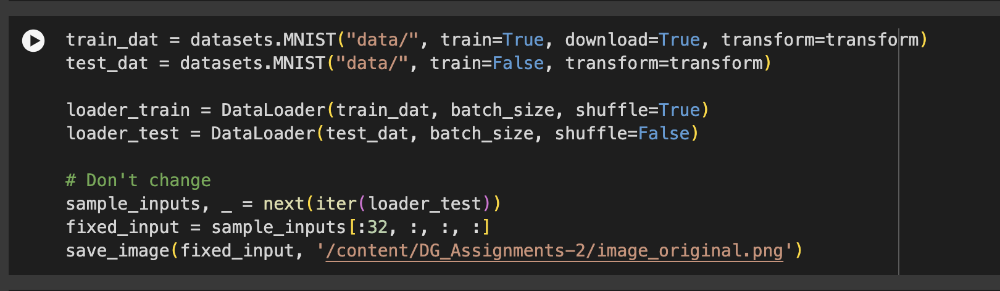 train_dat = datasets.MNIST("data/", train=True, download=True, transform=transform)
test_dat = datasets.MNIST("data/", train=False, transform=transform)
loader_train = DataLoader(train_dat, batch_size, shuffle=True)
loader_test = DataLoader(test_dat, batch_size, shuffle=False)
# Don't change
sample_inputs, _ = next(iter(loader_test))
fixed_input = sample_inputs[:32, :, :, :]
save_image(fixed_input, '/content/DG_Assignments-2/image_original.png')